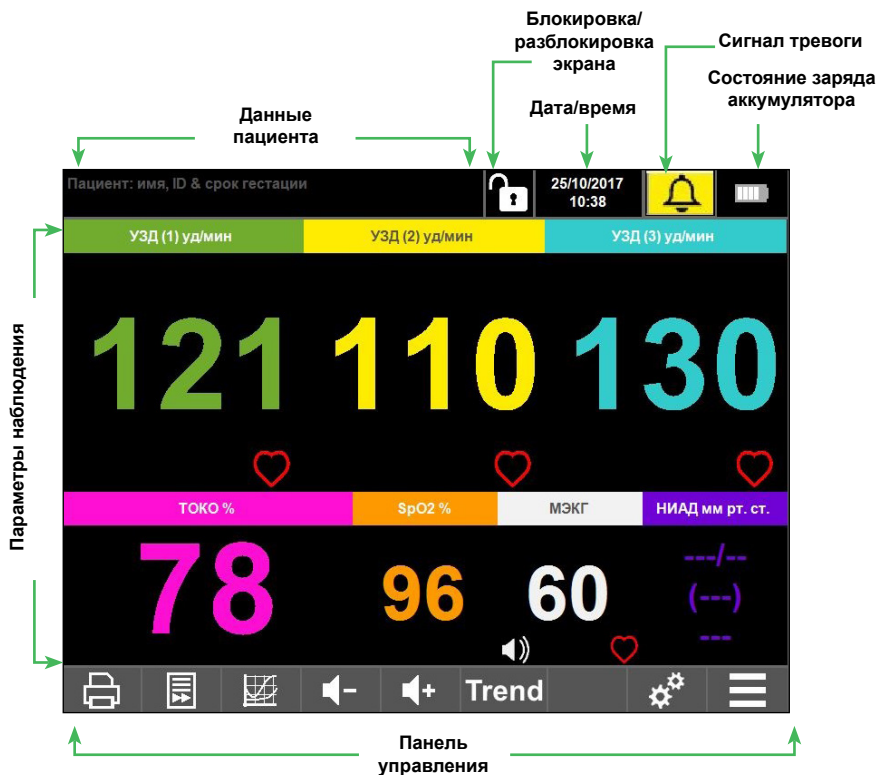 Блокировка/
разблокировка
экрана
Сигнал тревоги
Состояние заряда
аккумулятора
Данные
пациента
Дата/время
Пациент: имя, ID & срок гестации
25/10/2017
10:38
УЗД (1) уд/мин
УЗД (2) уд/мин
УЗД (3) уд/мин
121
110
130
Параметры наблюдения
ТОКО %
SpO2 %
МЭКГ
НИАД мм рт. ст.
78
96
60
---/--
(---)
---
Trend
Панель
управления